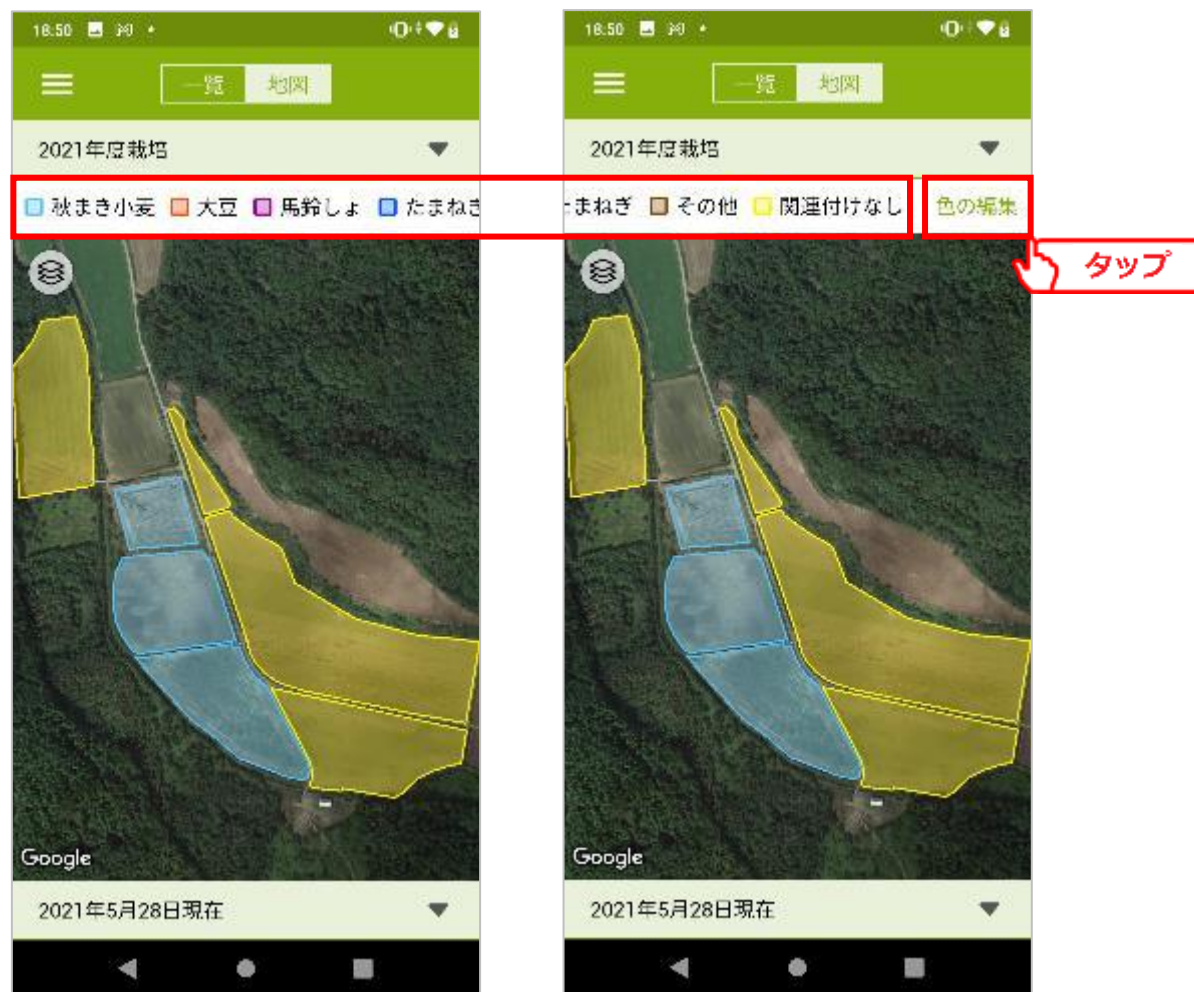 18:50
一覧 地図
2021年度栽培
秋まき小麦 大豆 馬鈴しょ たまねぎ
Google
2021年5月28日現在
18:50
一覧 地図
2021年度栽培
たまねぎ その他 関連付けなし 色の編集
タップ
Google
2021年5月28日現在